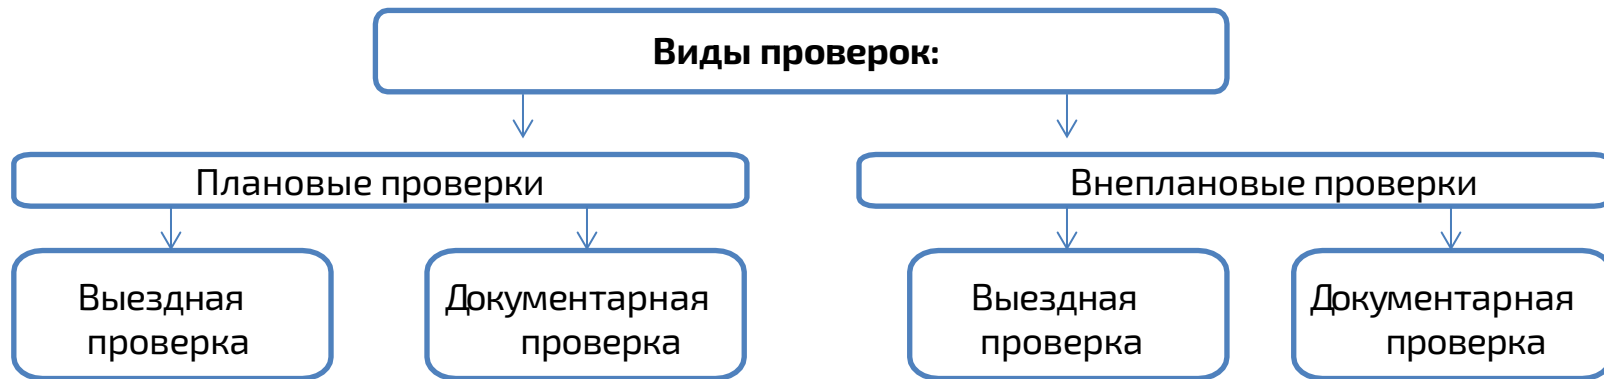 Виды проверок:
Плановые проверки
Внеплановые проверки
Выездная
проверка
Документарная
проверка
Выездная
проверка
Документарная
проверка